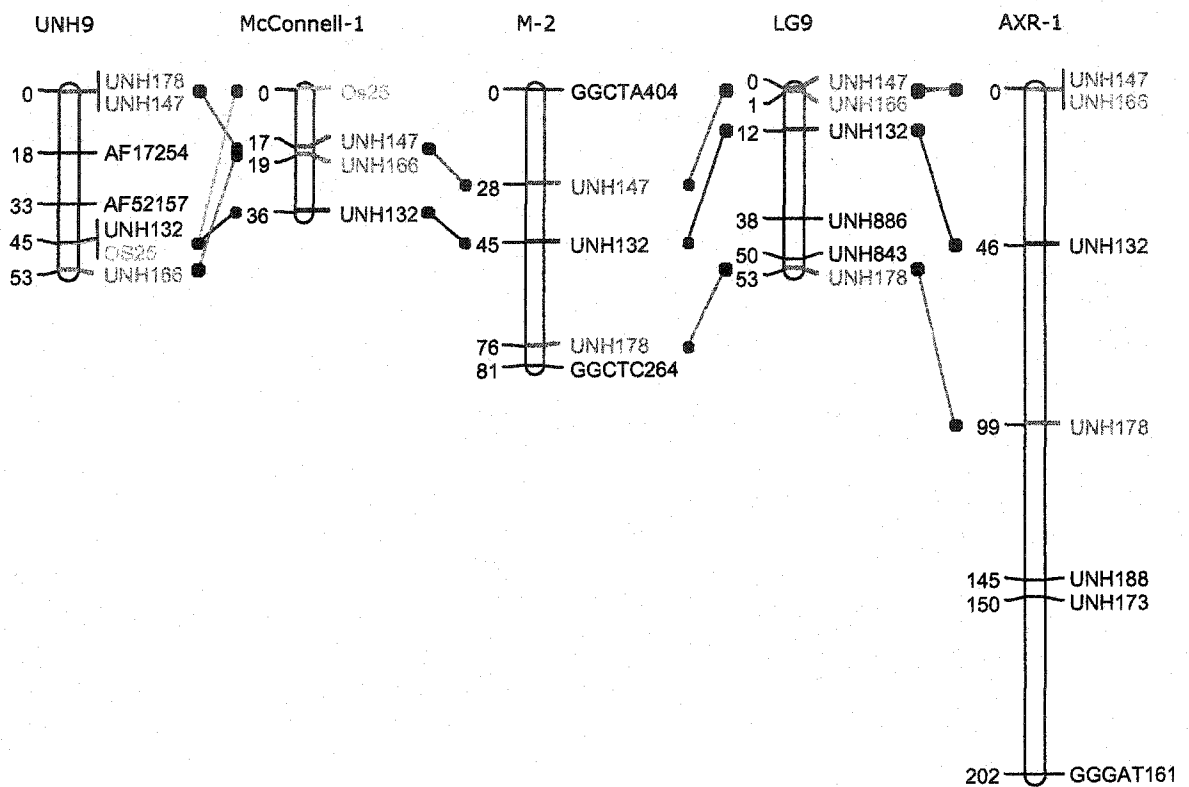 UNH9 McConnell-1 M-2 LG9 AXR-1
0 UNH178
UNH147
18 AF17254
33 AF52157
45 UNH132
OS25
53 UNH166
0 Os25
17 UNH147
19 UNH166
36 UNH132
0 GGCTA404
28 UNH147
45 UNH132
76 UNH178
81 GGCTC264
0 UNH147
1 UNH166
12 UNH132
38 UNH886
50 UNH843
53 UNH178
0 UNH147
UNH166
46 UNH132
99 UNH178
145 UNH188
150 UNH173
202 GGGAT161